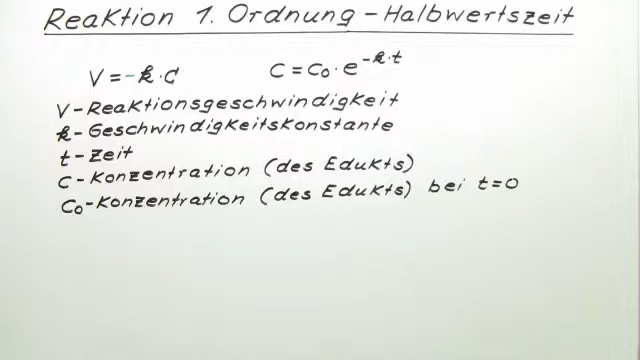 Reaktion 1. Ordnung - Halbwertszeit
V = -k · C    C = C₀ · e^(-k · t)
V - Reaktionsgeschwindigkeit
k - Geschwindigkeitskonstante
t - Zeit
C - Konzentration (des Edukts)
C₀ - Konzentration (des Edukts) bei t = 0